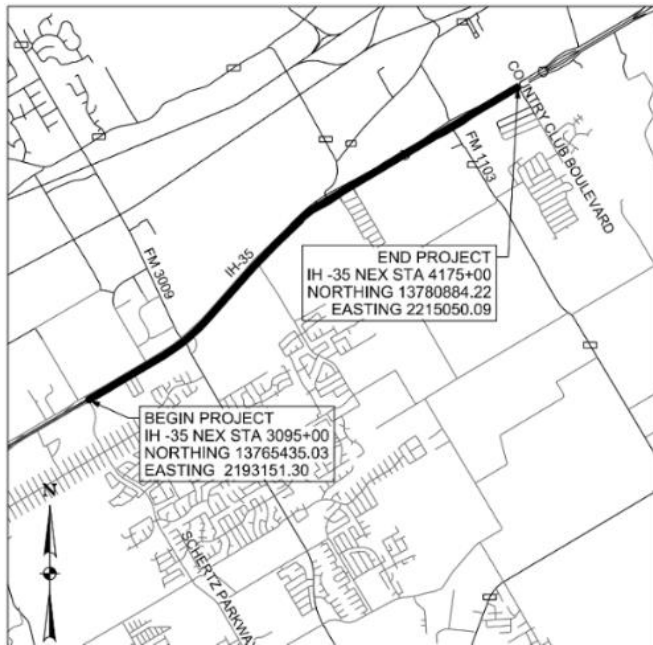 COUNTRY CLUB BOULEVARD
FM 1103
FM 3009
IH-35
END PROJECT
IH -35 NEX STA 4175+00
NORTHING 13780884.22
EASTING 2215050.09
BEGIN PROJECT
IH -35 NEX STA 3095+00
NORTHING 13765435.03
EASTING 2193151.30
N
SCHERTZ PARKWAY